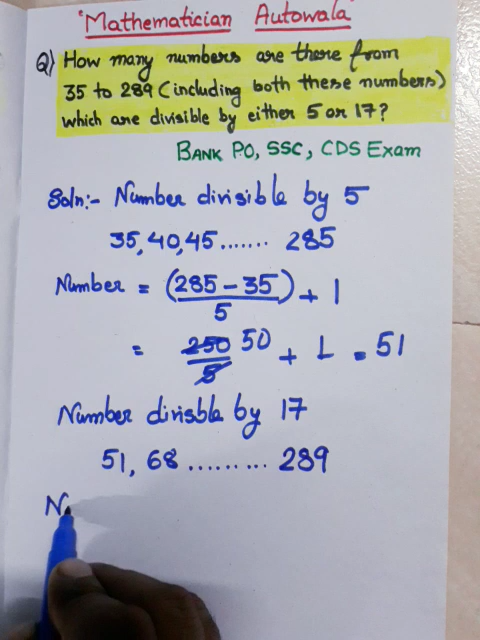 "Mathematician Autowala"
Q) How many numbers are there from
35 to 289 (including both these numbers)
which are divisible by either 5 or 17?
BANK P.O, SSC, CDS Exam
Soln:- Number divisible by 5
35, 40, 45....... 285
Number = (285 - 35) / 5 + 1
= 250 / 5 50 + 1 = 51
Number divisble by 17
51, 68 ......... 289
N